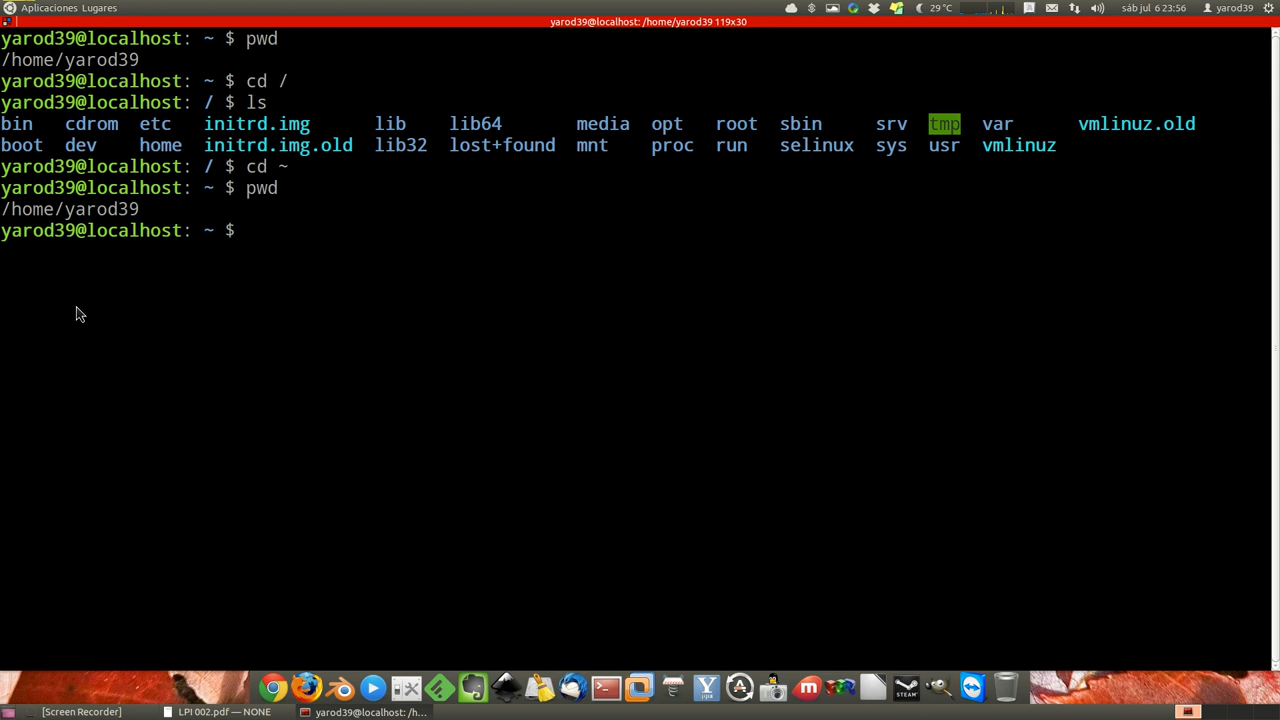 Aplicaciones Lugares
29°C
sáb jul 6 23:56
yarod39
yarod39@localhost: /home/yarod39 119x30
yarod39@localhost: ~ $ pwd
/home/yarod39
yarod39@localhost: ~ $ cd /
yarod39@localhost: / $ ls
bin cdrom etc initrd.img lib lib64 media opt root sbin srv tmp var vmlinuz.old
boot dev home initrd.img.old lib32 lost+found mnt proc run selinux sys usr vmlinuz
yarod39@localhost: / $ cd ~
yarod39@localhost: ~ $ pwd
/home/yarod39
yarod39@localhost: ~ $
STEAM
[Screen Recorder]
LPI 002.pdf — NONE
yarod39@localhost: /h...